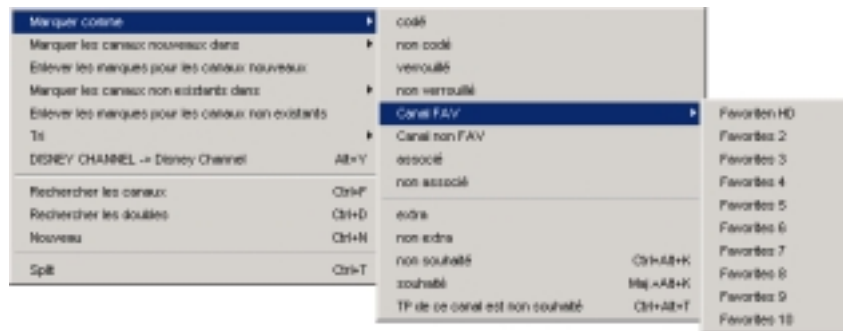 Marquer comme
Marquer les canaux nouveaux dans
Enlever les marques pour les canaux nouveaux
Marquer les canaux non existants dans
Enlever les marques pour les canaux non existants
Tri
DISNEY CHANNEL -> Disney Channel Alt+Y
Rechercher les canaux Ctrl+F
Rechercher les doubles Ctrl+D
Nouveau Ctrl+N
Split Ctrl+T
codé
non codé
verrouillé
non verrouillé
Canal FAV
Canal non FAV
associé
non associé
extra
non extra
non souhaité Ctrl+Alt+K
souhaité Maj.+Alt+K
TP de ce canal est non souhaité Ctrl+Alt+T
Favoriten HD
Favorites 2
Favorites 3
Favorites 4
Favorites 5
Favorites 6
Favorites 7
Favorites 8
Favorites 9
Favorites 10